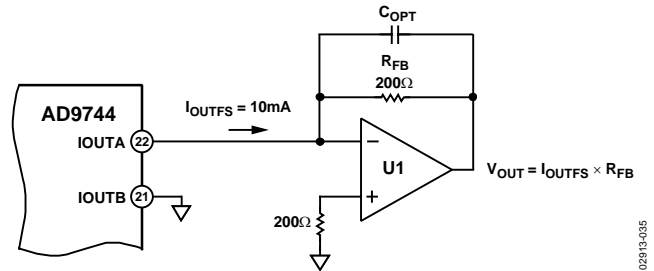 C_OPT
R_FB
200Ω
AD9744
I_OUTFS = 10mA
IOUTA 22
−
U1
V_OUT = I_OUTFS × R_FB
IOUTB 21
+
200Ω
02913-035